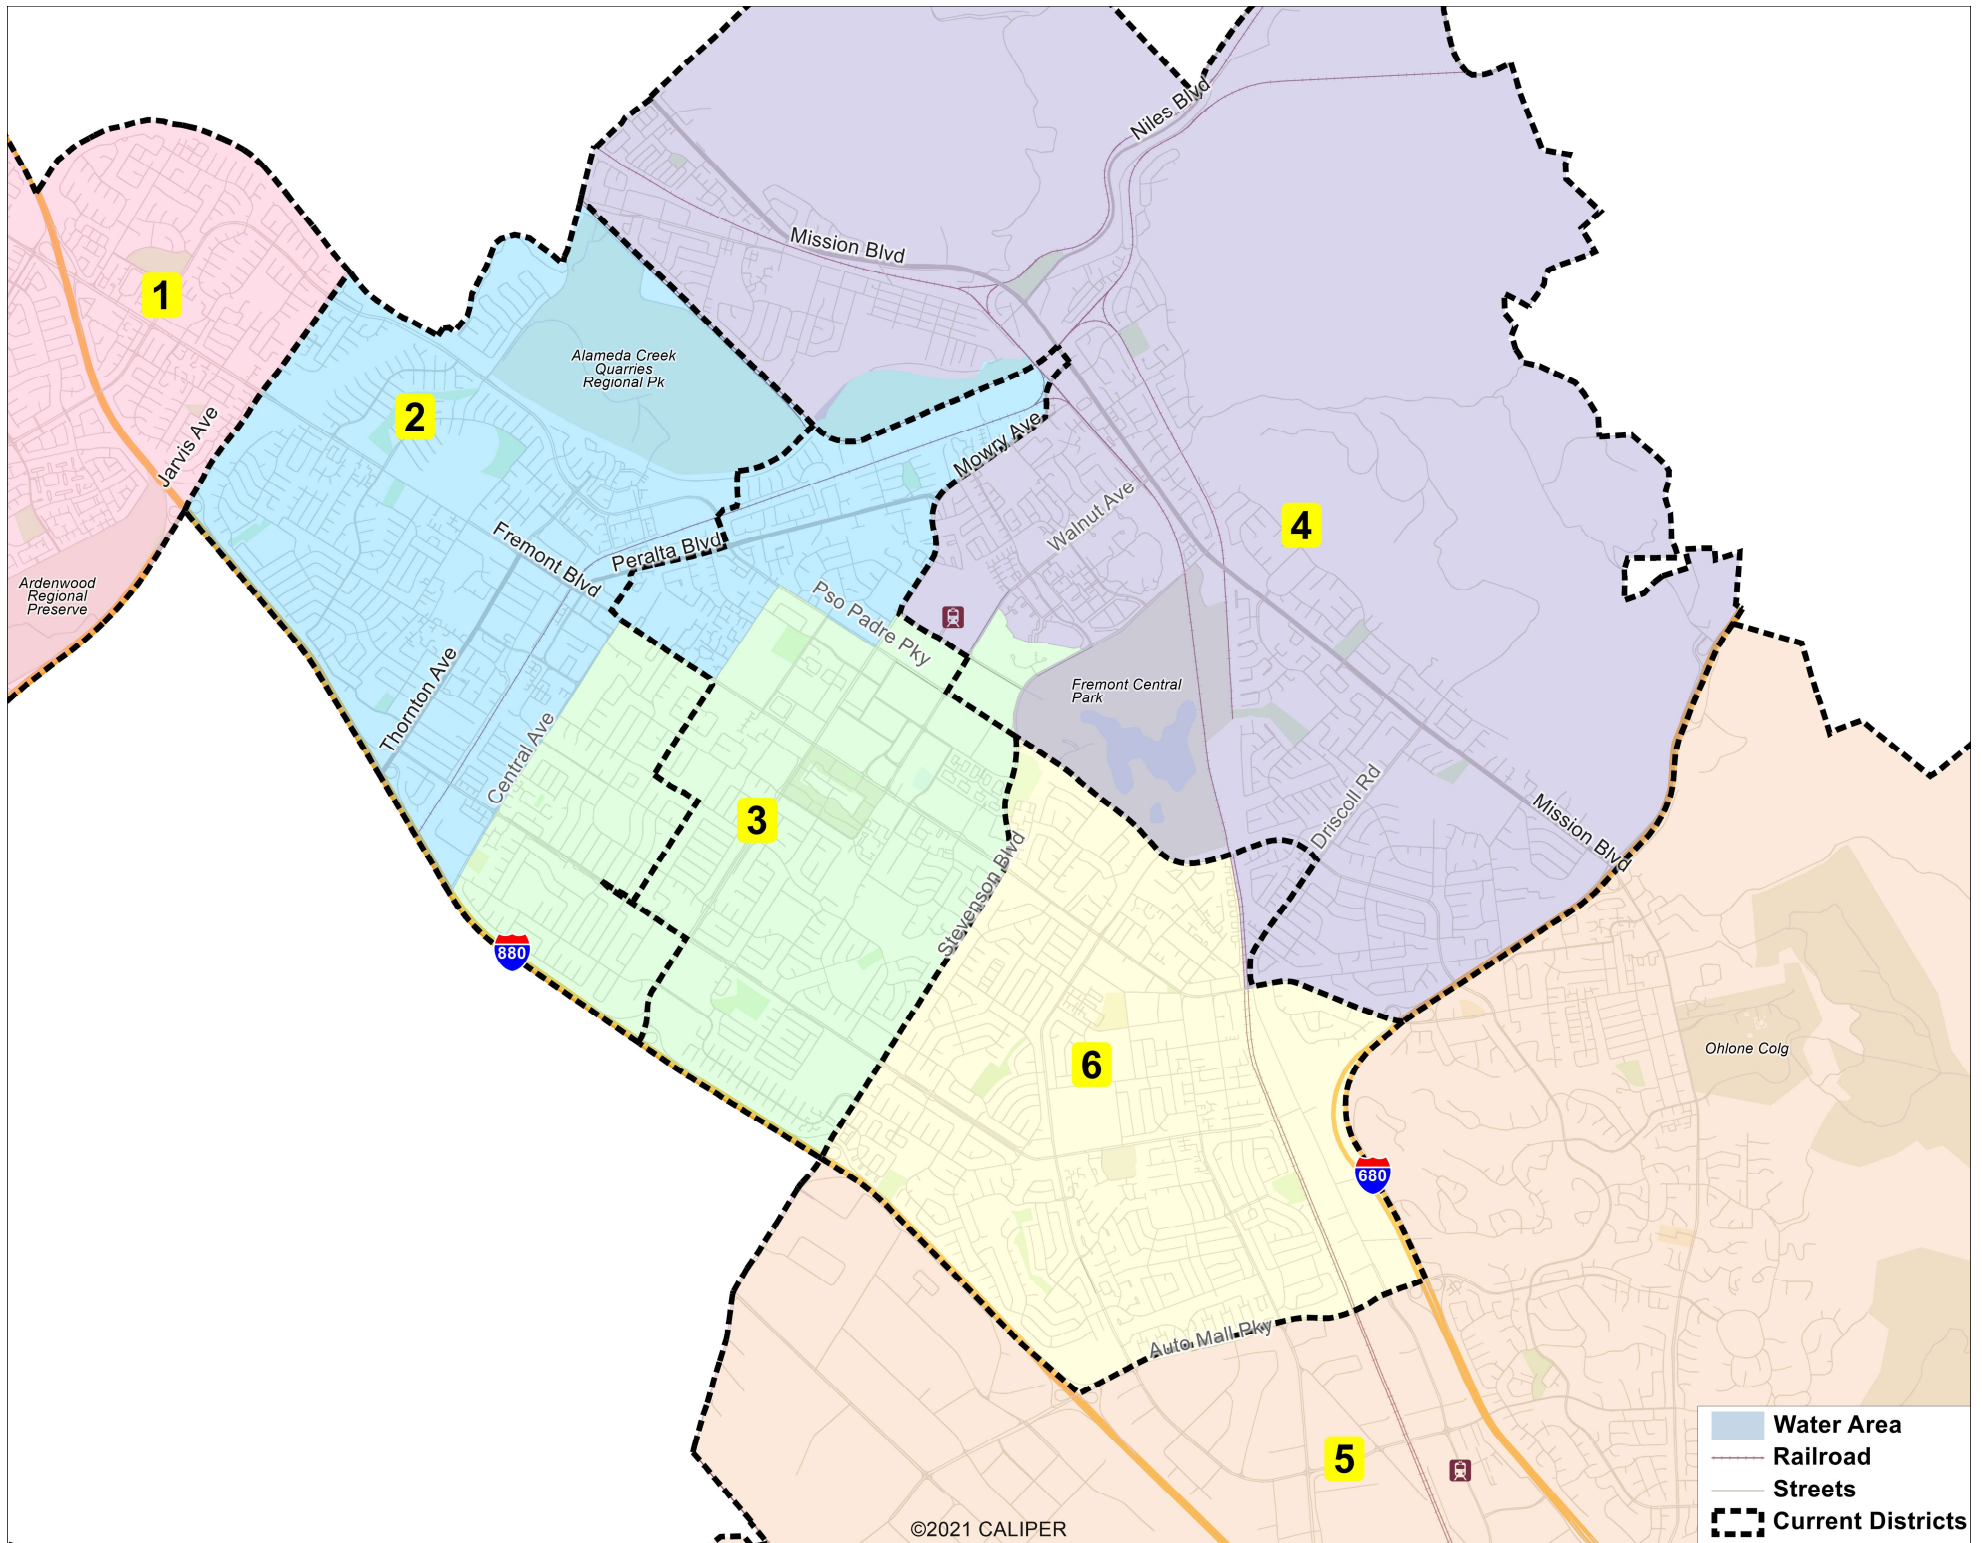 Niles Blvd
Mission Blvd
1
Alameda Creek
Quarries
Regional Pk
2
Jarvis Ave
Mowry Ave
Walnut Ave
4
Fremont Blvd
Peralta Blvd
Ardenwood
Regional
Preserve
Pso Padre Pky
Thornton Ave
Fremont Central
Park
Central Ave
3
Driscoll Rd
Mission Blvd
Stevenson Blvd
880
6
Ohlone Colg
680
Auto Mall Pky
5
©2021 CALIPER
Water Area
Railroad
Streets
Current Districts